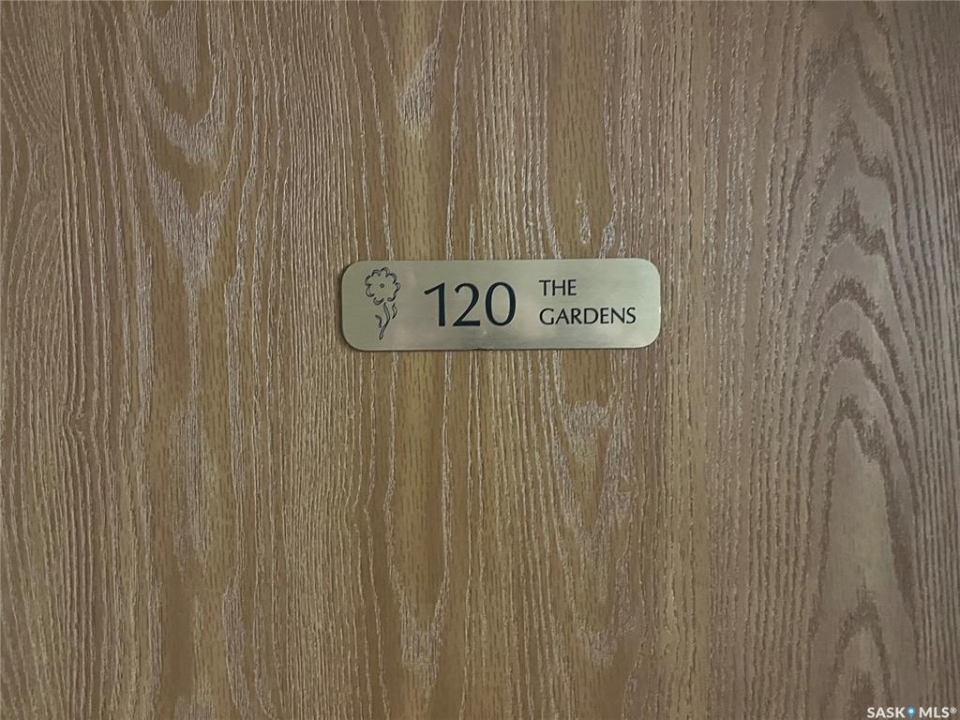 120
THE
GARDENS
SASK MLS®